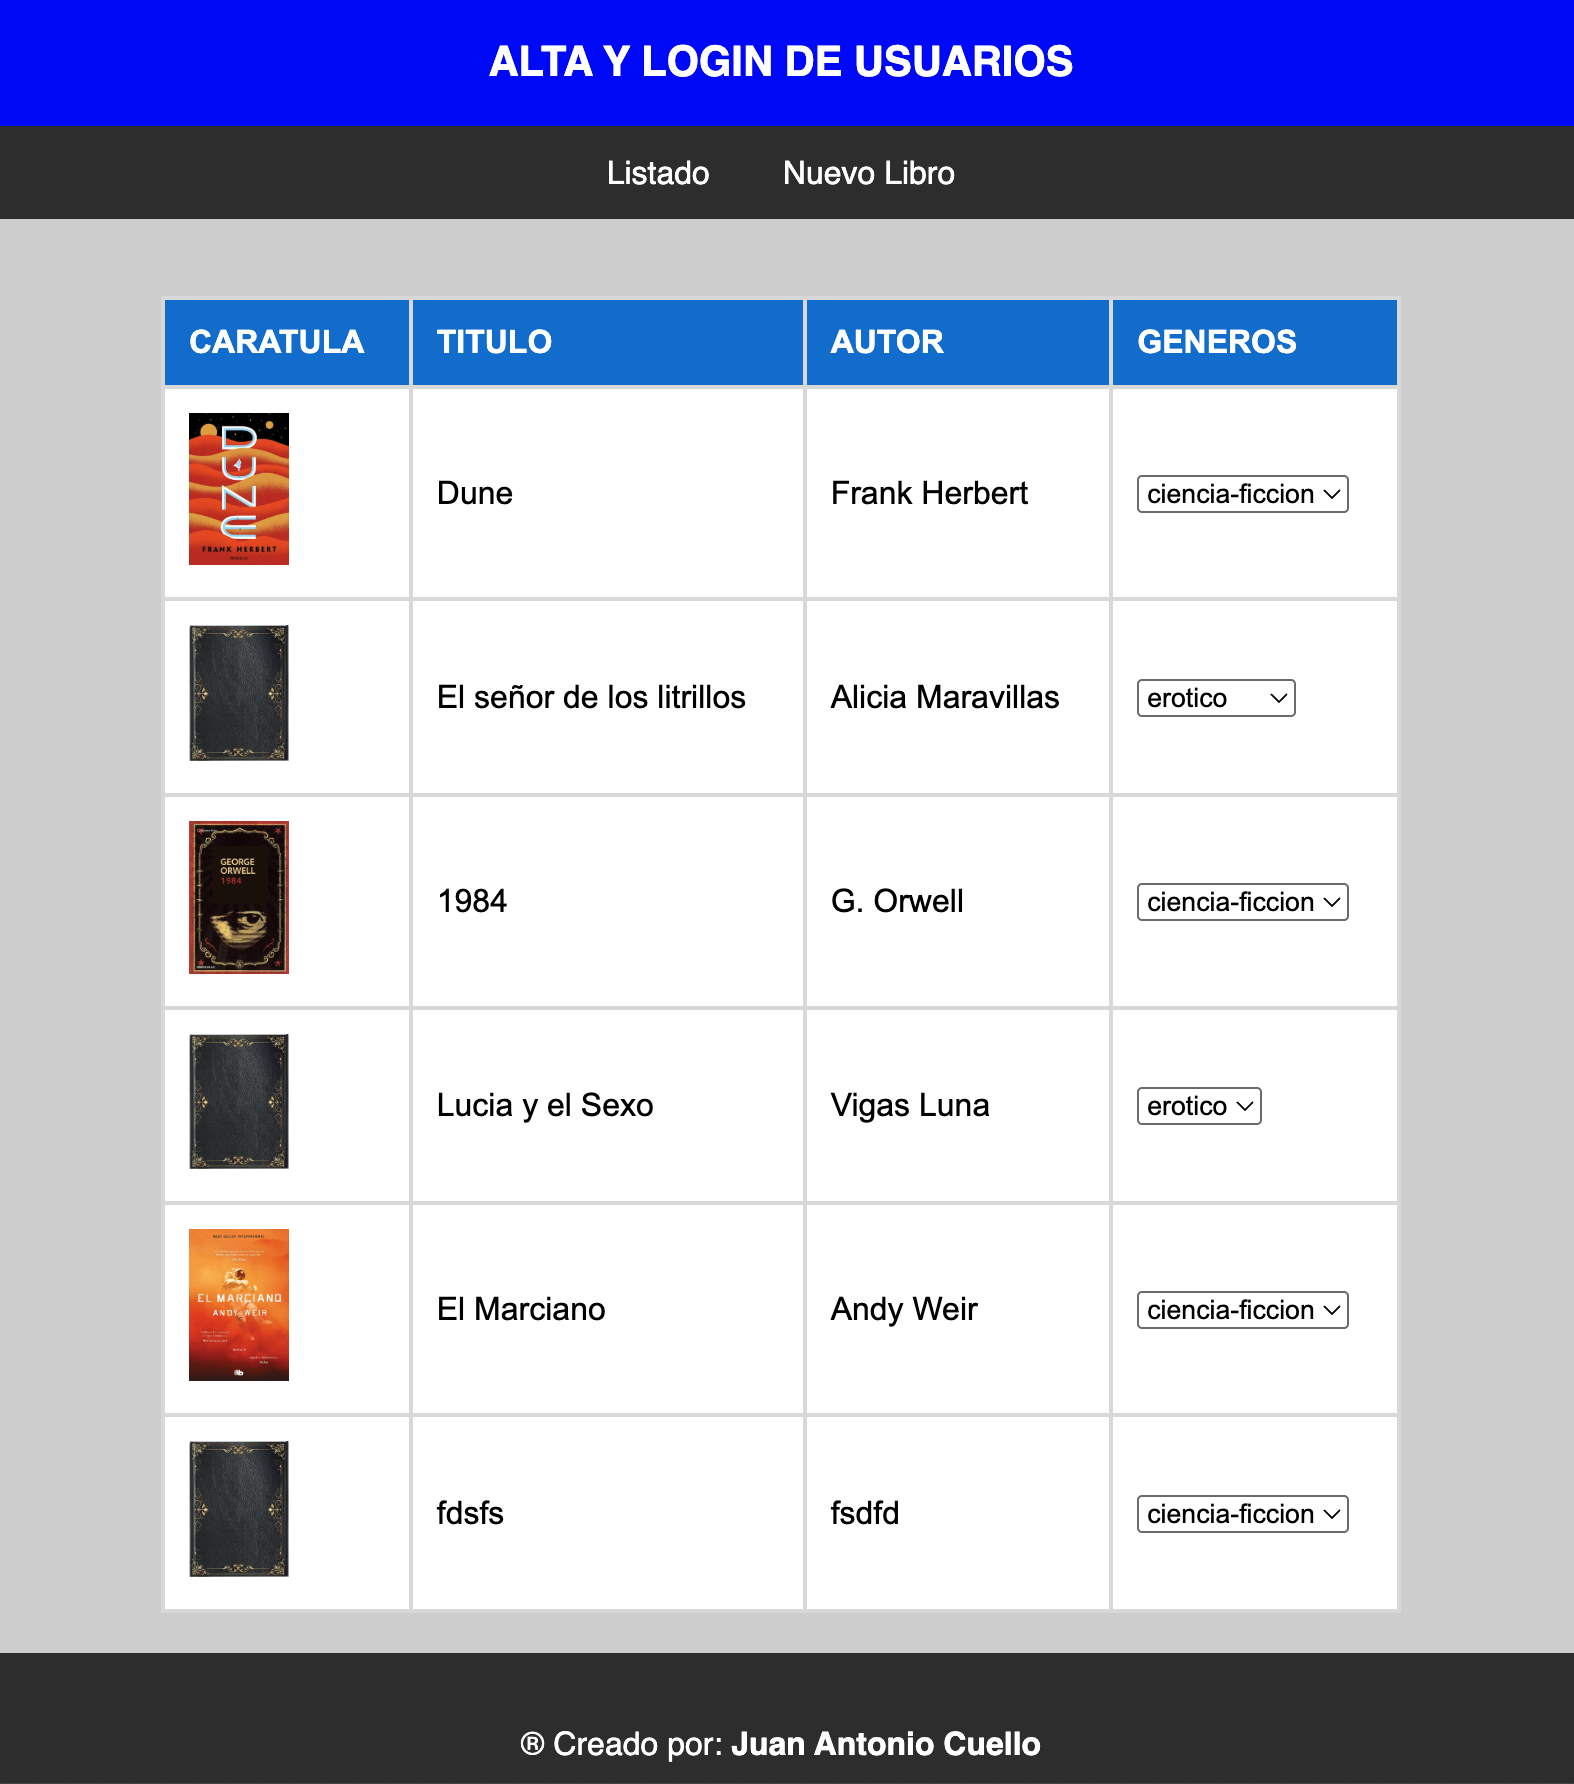 ALTA Y LOGIN DE USUARIOS
Listado Nuevo Libro
CARATULA TITULO AUTOR GENEROS
DUNE
FRANK HERBERT
Dune Frank Herbert ciencia-ficcion
El señor de los litrillos Alicia Maravillas erotico
GEORGE
ORWELL
1984
1984 G. Orwell ciencia-ficcion
Lucia y el Sexo Vigas Luna erotico
EL MARCIANO
ANDY WEIR
El Marciano Andy Weir ciencia-ficcion
fdsfs fsdfd ciencia-ficcion
® Creado por: Juan Antonio Cuello